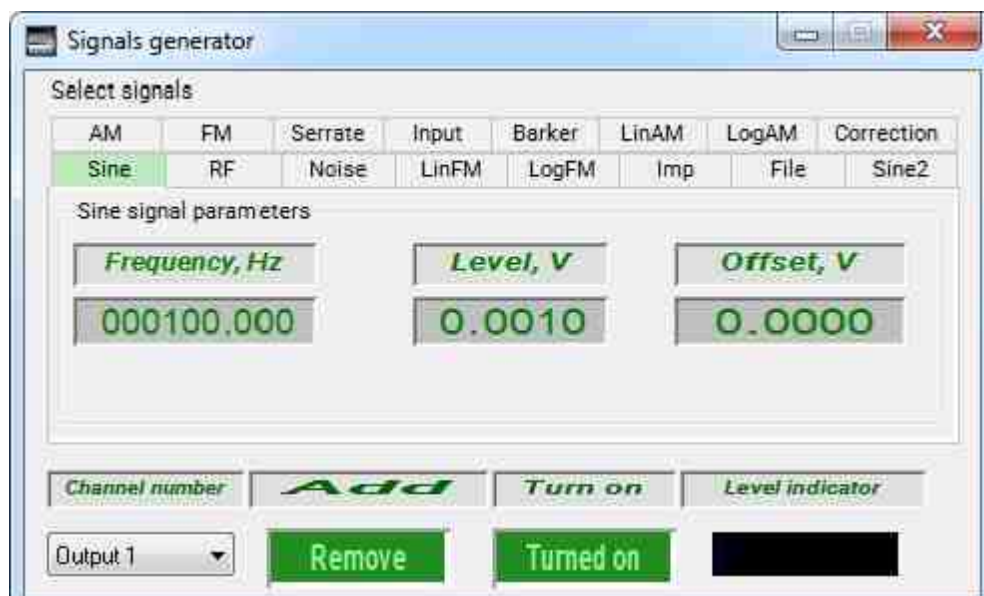 Signals generator
Select signals
AM FM Serrate Input Barker LinAM LogAM Correction
Sine RF Noise LinFM LogFM Imp File Sine2
Sine signal parameters
Frequency, Hz Level, V Offset, V
000100.000 0.0010 0.0000
Channel number Add Turn on Level indicator
Output 1 Remove Turned on